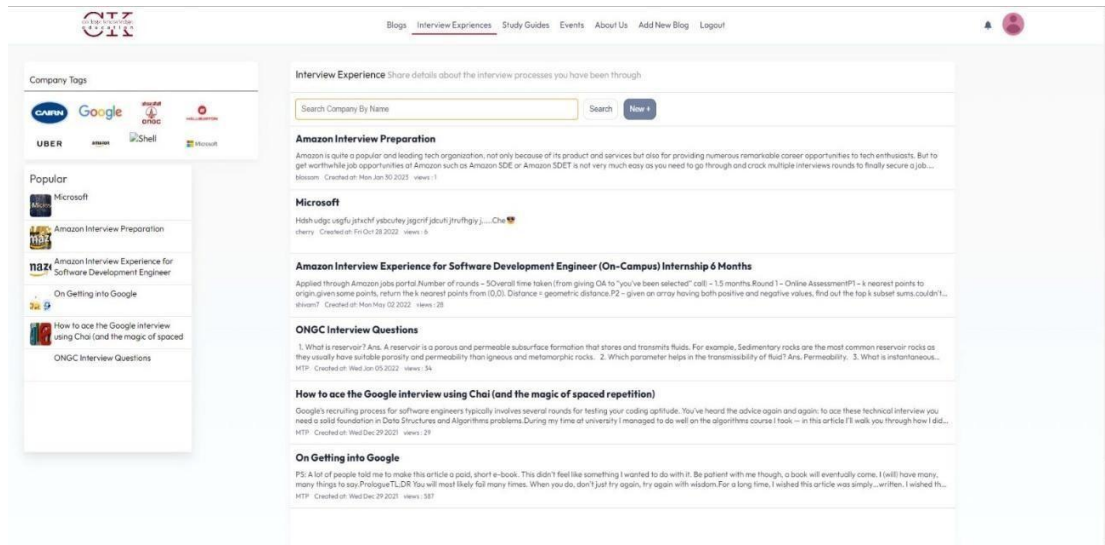 on key knowledge
education
Blogs Interview Expriences Study Guides Events About Us Add New Blog Logout
Company Tags
CAIRN Google ongc HALLIBURTON
UBER amazon Shell Microsoft
Popular
Microsoft
Amazon Interview Preparation
Amazon Interview Experience for
Software Development Engineer
On Getting into Google
How to ace the Google interview
using Chai (and the magic of spaced
ONGC Interview Questions
Interview Experience Share details about the interview processes you have been through
Search Company By Name Search New +
Amazon Interview Preparation
Amazon is quite a popular and leading tech organization, not only because of its product and services but also for providing numerous remarkable career opportunities to tech enthusiasts. But to
get worthwhile job opportunities at Amazon such as Amazon SDE or Amazon SDET is not very much easy as you need to go through and crack multiple interviews rounds to finally secure a job....
blossom Created at: Mon Jan 30 2023 views : 1
Microsoft
Hdsh udgc usgfu jstxchf ysbcutey jsgcrif jdcuti jtrufhgiy j......Che
cherry Created at: Fri Oct 28 2022 views : 6
Amazon Interview Experience for Software Development Engineer (On-Campus) Internship 6 Months
Applied through Amazon jobs portal.Number of rounds – 5Overall time taken (from giving OA to "you've been selected" call) – 1.5 months.Round 1 – Online AssessmentP1 – k nearest points to
origin.given some points, return the k nearest points from (0,0). Distance = geometric distance.P2 – given an array having both positive and negative values, find out the top k subset sums.couldn't...
shivam7 Created at: Mon May 02 2022 views : 28
ONGC Interview Questions
1. What is reservoir? Ans. A reservoir is a porous and permeable subsurface formation that stores and transmits fluids. For example, Sedimentary rocks are the most common reservoir rocks as
they usually have suitable porosity and permeability than igneous and metamorphic rocks. 2. Which parameter helps in the transmissibility of fluid? Ans. Permeability. 3. What is instantaneous...
MTP Created at: Wed Jan 05 2022 views : 34
How to ace the Google interview using Chai (and the magic of spaced repetition)
Google's recruiting process for software engineers typically involves several rounds for testing your coding aptitude. You've heard the advice again and again: to ace these technical interview you
need a solid foundation in Data Structures and Algorithms problems.During my time at university I managed to do well on the algorithms course I took — in this article I'll walk you through how I did...
MTP Created at: Wed Dec 29 2021 views : 29
On Getting into Google
PS: A lot of people told me to make this article a paid, short e-book. This didn't feel like something I wanted to do with it. Be patient with me though, a book will eventually come. I (will) have many,
many things to say.PrologueTL;DR You will most likely fail many times. When you do, don't just try again, try again with wisdom.For a long time, I wished this article was simply...written. I wished th...
MTP Created at: Wed Dec 29 2021 views : 587